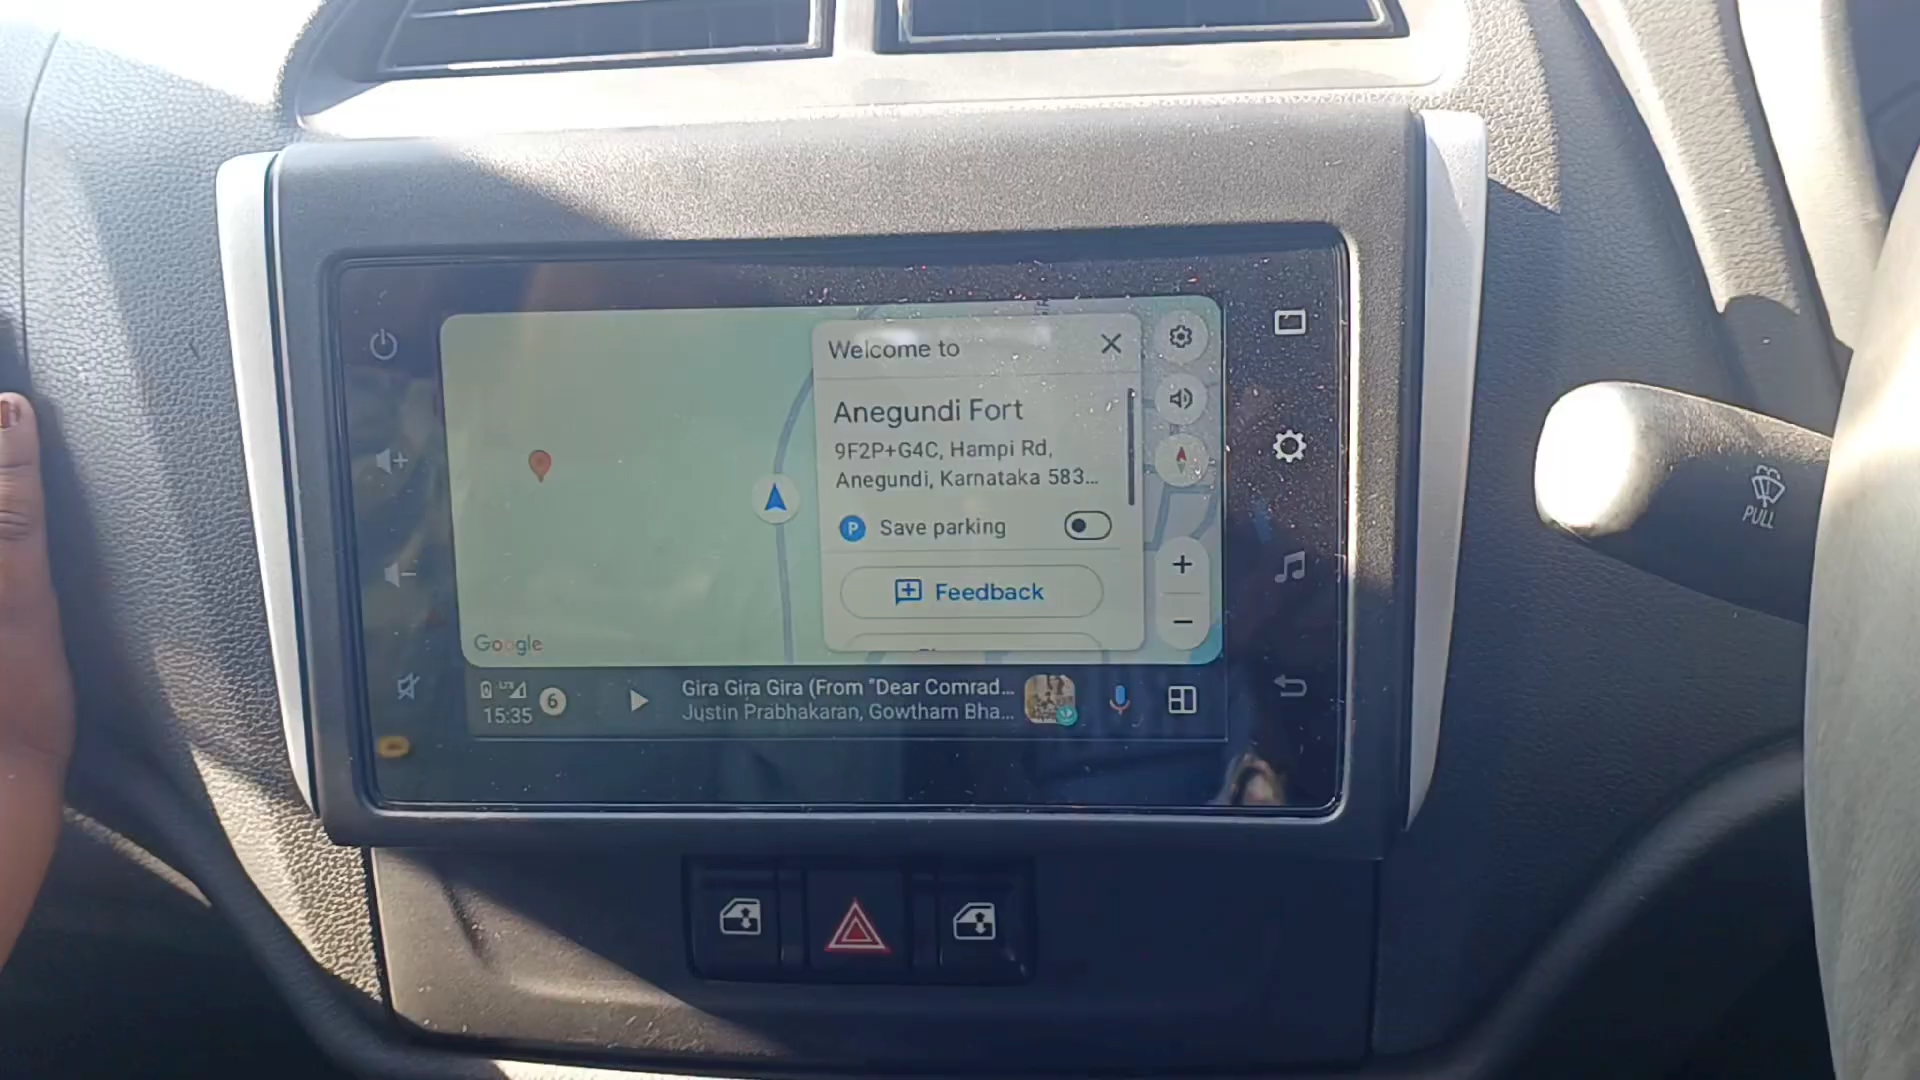 Welcome to
Anegundi Fort
9F2P+G4C, Hampi Rd,
Anegundi, Karnataka 583...
P Save parking
Feedback
Google
LTE
15:35
6
Gira Gira Gira (From "Dear Comrad...
Justin Prabhakaran, Gowtham Bha...
PULL